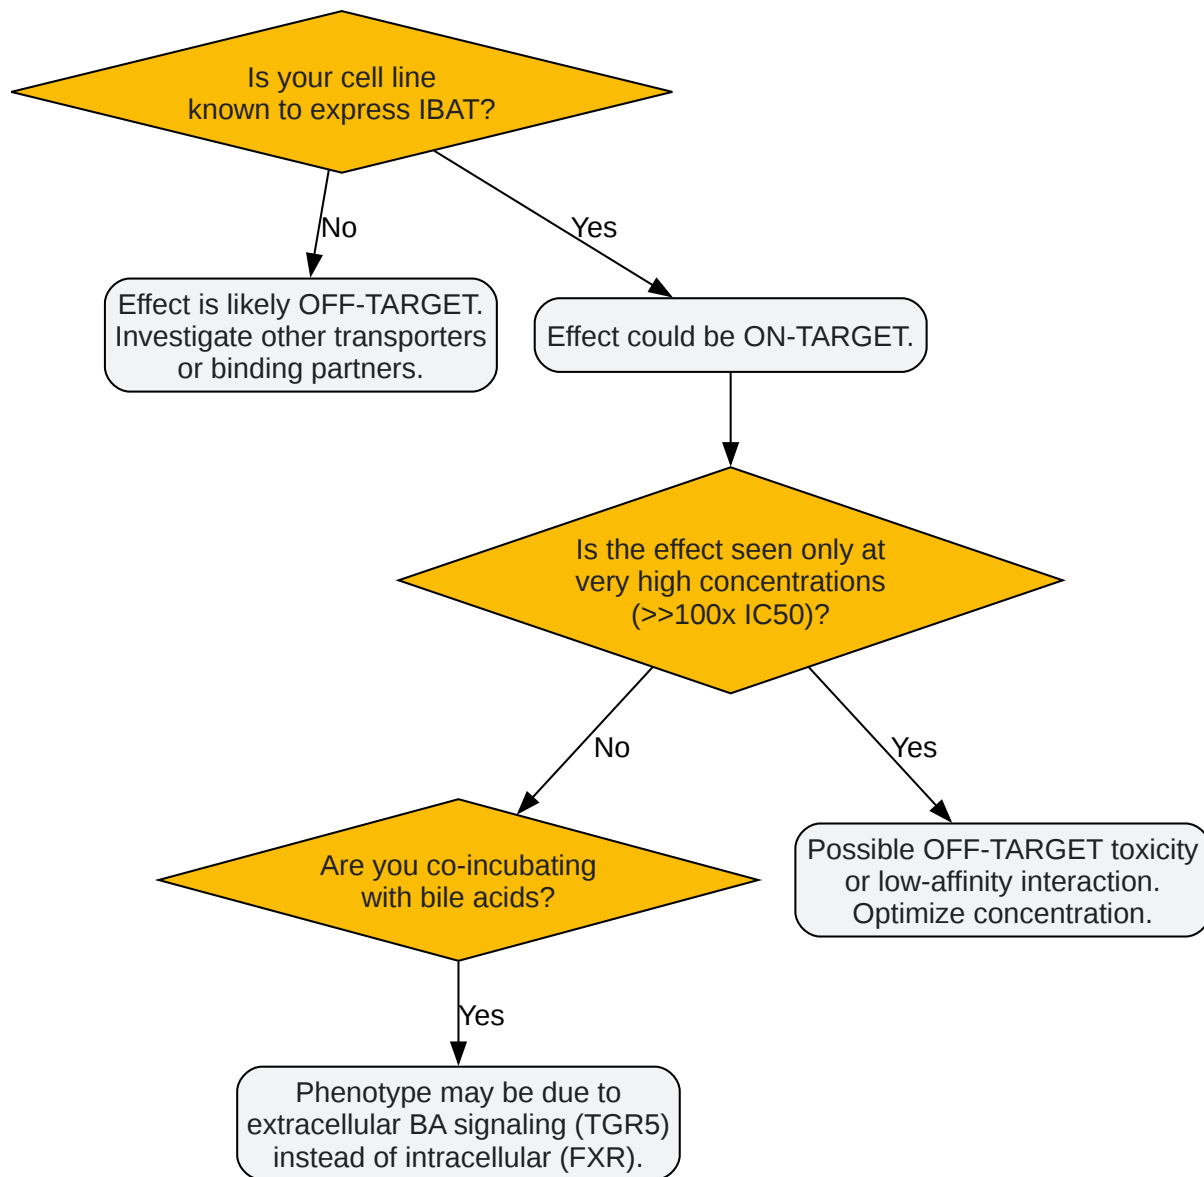 Is your cell line
known to express IBAT?
No
Yes
Effect is likely OFF-TARGET.
Investigate other transporters
or binding partners.
Effect could be ON-TARGET.
Is the effect seen only at
very high concentrations
(>>100x IC50)?
No
Yes
Are you co-incubating
with bile acids?
Possible OFF-TARGET toxicity
or low-affinity interaction.
Optimize concentration.
Yes
Phenotype may be due to
extracellular BA signaling (TGR5)
instead of intracellular (FXR).